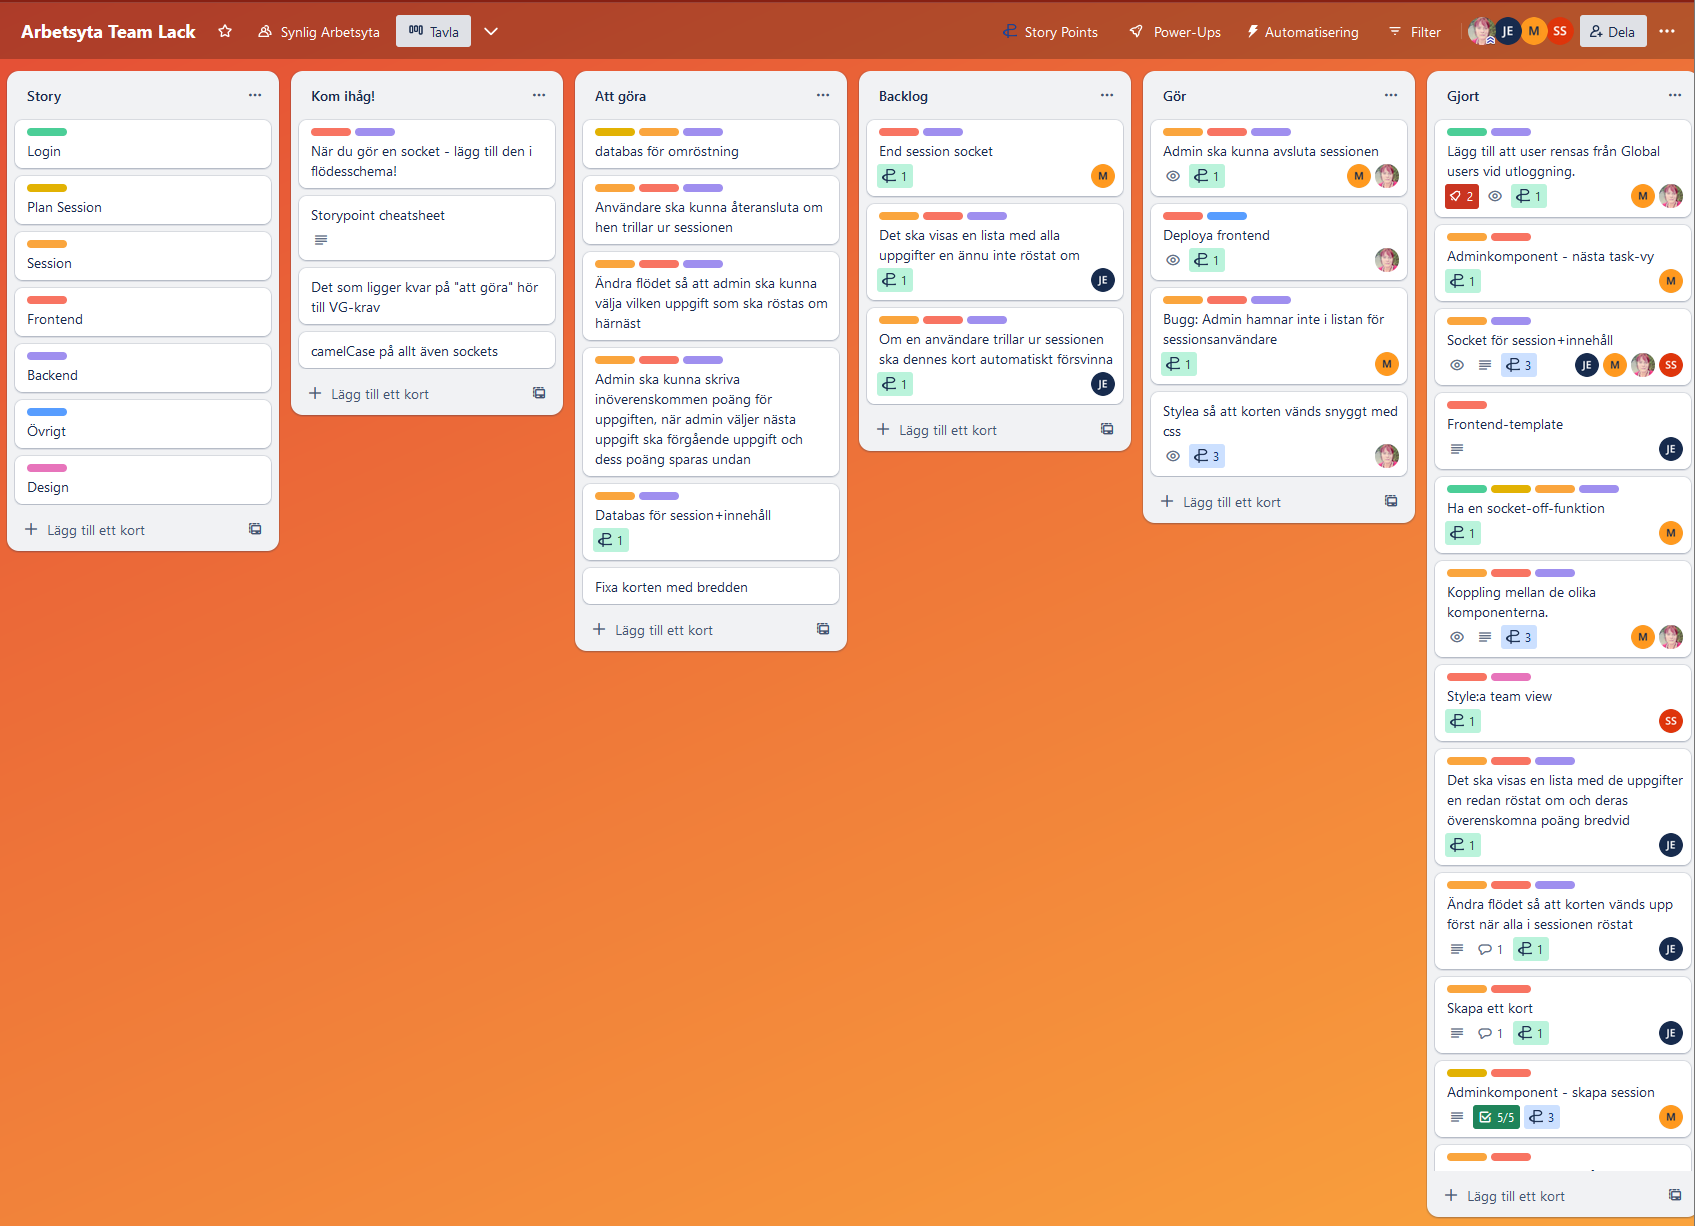 Arbetsyta Team Lack
Synlig Arbetsyta
Tavla
Story Points
Power-Ups
Automatisering
Filter
JE
M
SS
Dela
Story
Login
Plan Session
Session
Frontend
Backend
Övrigt
Design
Lägg till ett kort
Kom ihåg!
När du gör en socket - lägg till den i
flödesschema!
Storypoint cheatsheet
Det som ligger kvar på "att göra" hör
till VG-krav
camelCase på allt även sockets
Lägg till ett kort
Att göra
databas för omröstning
Användare ska kunna återansluta om
hen trillar ur sessionen
Ändra flödet så att admin ska kunna
välja vilken uppgift som ska röstas om
härnäst
Admin ska kunna skriva
inöverenskommen poäng för
uppgiften, när admin väljer nästa
uppgift ska förgående uppgift och
dess poäng sparas undan
Databas för session+innehåll
1
Fixa korten med bredden
Lägg till ett kort
Backlog
End session socket
1
M
Det ska visas en lista med alla
uppgifter en ännu inte röstat om
1
JE
Om en användare trillar ur sessionen
ska dennes kort automatiskt försvinna
1
JE
Lägg till ett kort
Gör
Admin ska kunna avsluta sessionen
1
M
Deploya frontend
1
Bugg: Admin hamnar inte i listan för
sessionsanvändare
1
M
Stylea så att korten vänds snyggt med
css
3
Lägg till ett kort
Gjort
Lägg till att user rensas från Global
users vid utloggning.
2
1
M
Adminkomponent - nästa task-vy
1
M
Socket för session+innehåll
3
JE
M
SS
Frontend-template
JE
Ha en socket-off-funktion
1
M
Koppling mellan de olika
komponenterna.
3
M
Style:a team view
1
SS
Det ska visas en lista med de uppgifter
en redan röstat om och deras
överenskomna poäng bredvid
1
JE
Ändra flödet så att korten vänds upp
först när alla i sessionen röstat
1
1
JE
Skapa ett kort
1
1
JE
Adminkomponent - skapa session
5/5
3
M
Lägg till ett kort